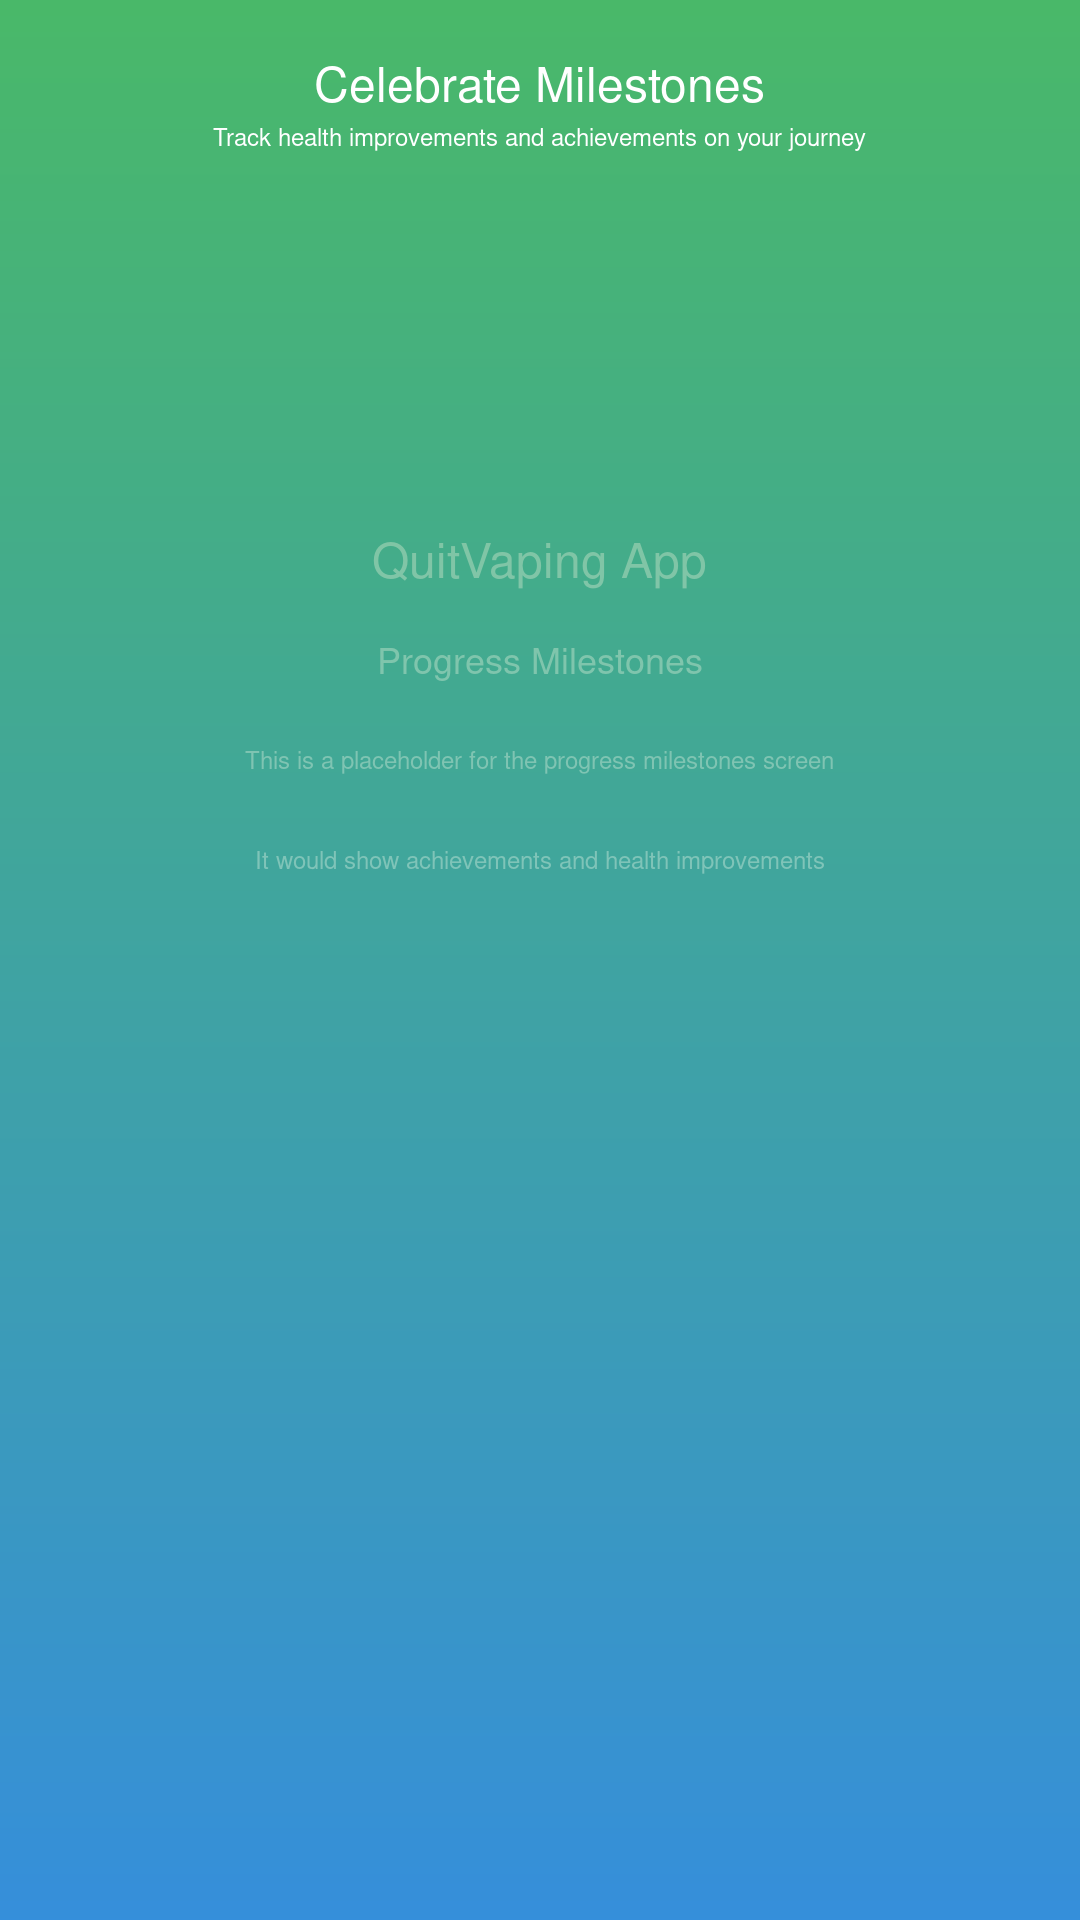 Celebrate Milestones
Track health improvements and achievements on your journey
QuitVaping App
Progress Milestones
This is a placeholder for the progress milestones screen
It would show achievements and health improvements